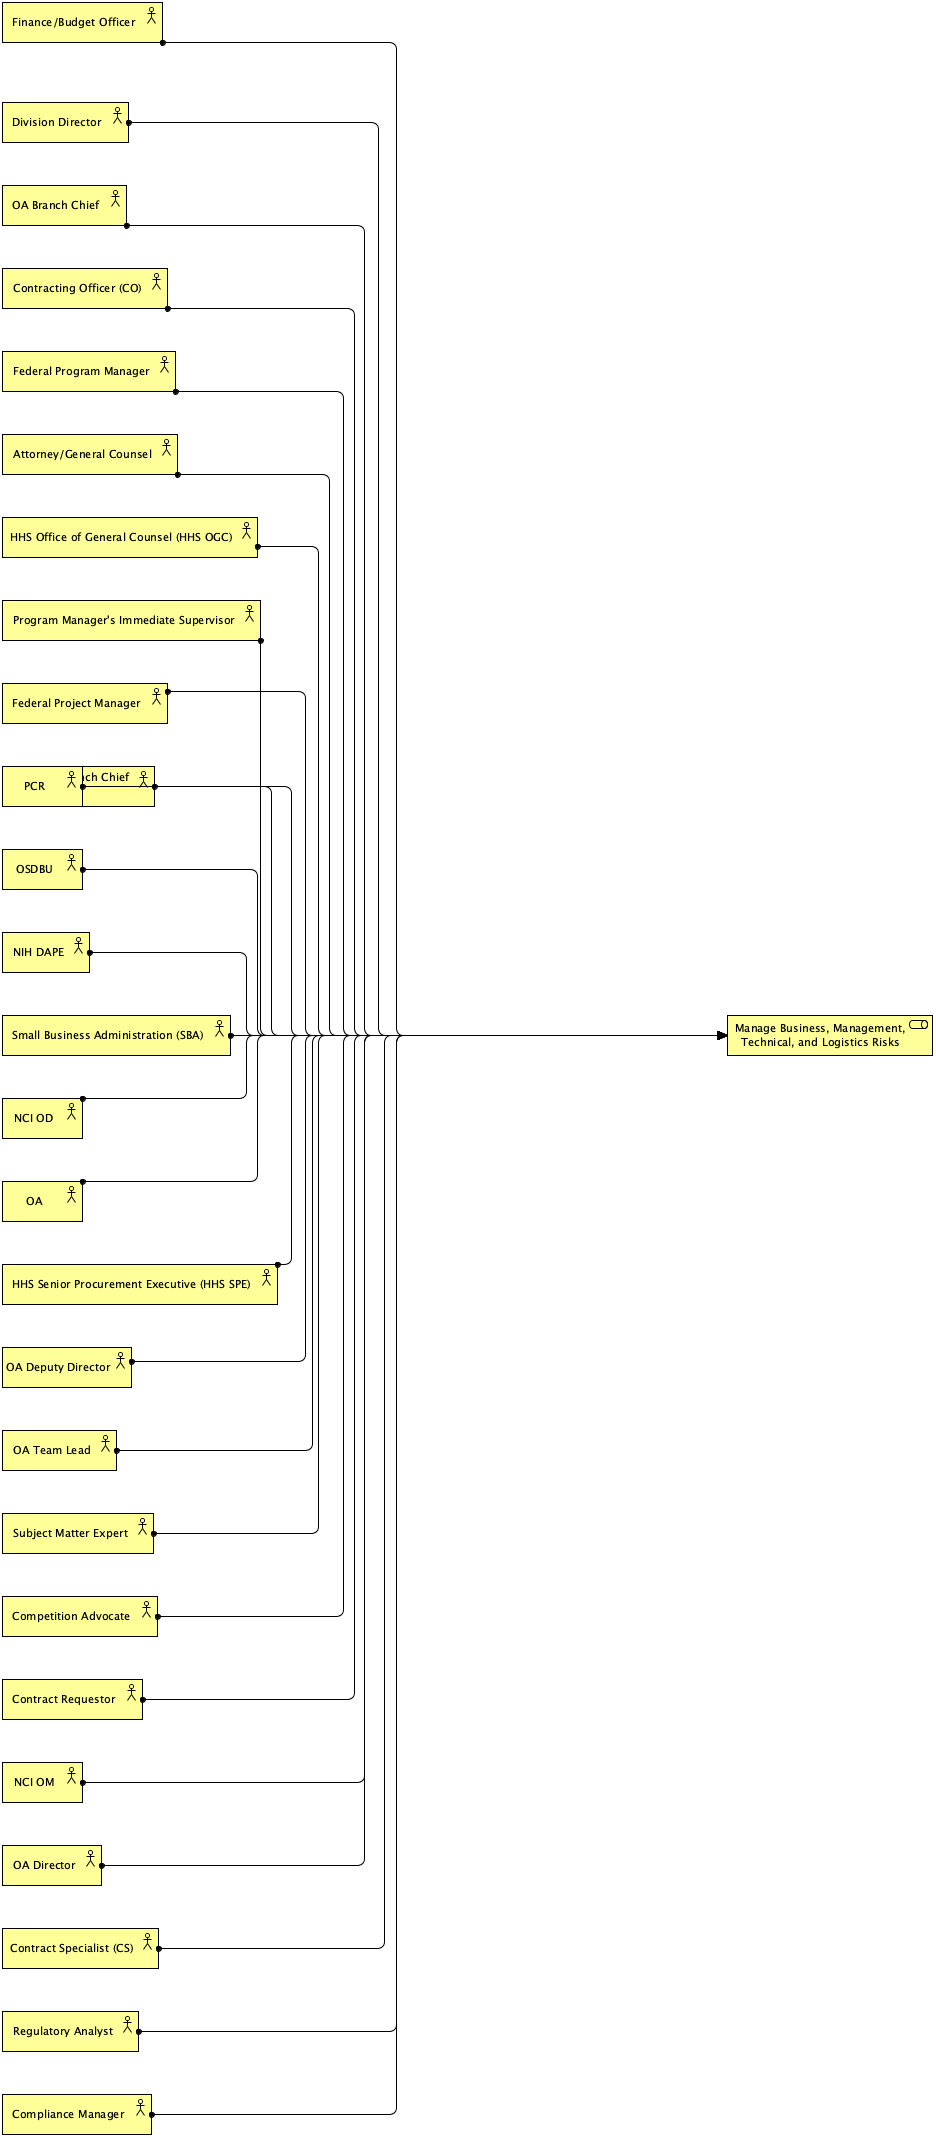 Finance/Budget Officer
Division Director
OA Branch Chief
Contracting Officer (CO)
Federal Program Manager
Attorney/General Counsel
HHS Office of General Counsel (HHS OGC)
Program Manager's Immediate Supervisor
Federal Project Manager
PCR
Chief
OSDBU
NIH DAPE
Small Business Administration (SBA)
Manage Business, Management,
Technical, and Logistics Risks
NCI OD
OA
HHS Senior Procurement Executive (HHS SPE)
OA Deputy Director
OA Team Lead
Subject Matter Expert
Competition Advocate
Contract Requestor
NCI OM
OA Director
Contract Specialist (CS)
Regulatory Analyst
Compliance Manager